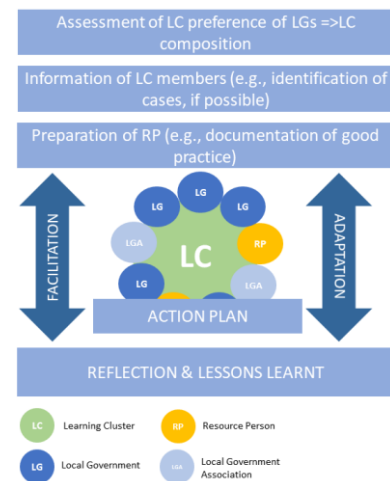 Assessment of LC preference of LGs =>LC
composition
Information of LC members (e.g., identification of
cases, if possible)
Preparation of RP (e.g., documentation of good
practice)
FACILITATION
ADAPTATION
LG
LG
LG
LGA
RP
LC
LG
LGA
ACTION PLAN
REFLECTION & LESSONS LEARNT
LC Learning Cluster
RP Resource Person
LG Local Government
LGA Local Government
Association